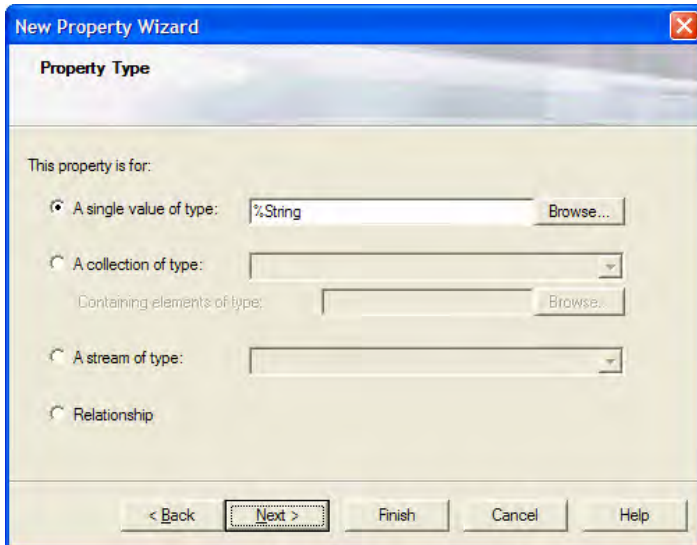 New Property Wizard
Property Type
This property is for:
A single value of type: %String Browse...
A collection of type:
Containing elements of type: Browse...
A stream of type:
Relationship
< Back Next > Finish Cancel Help